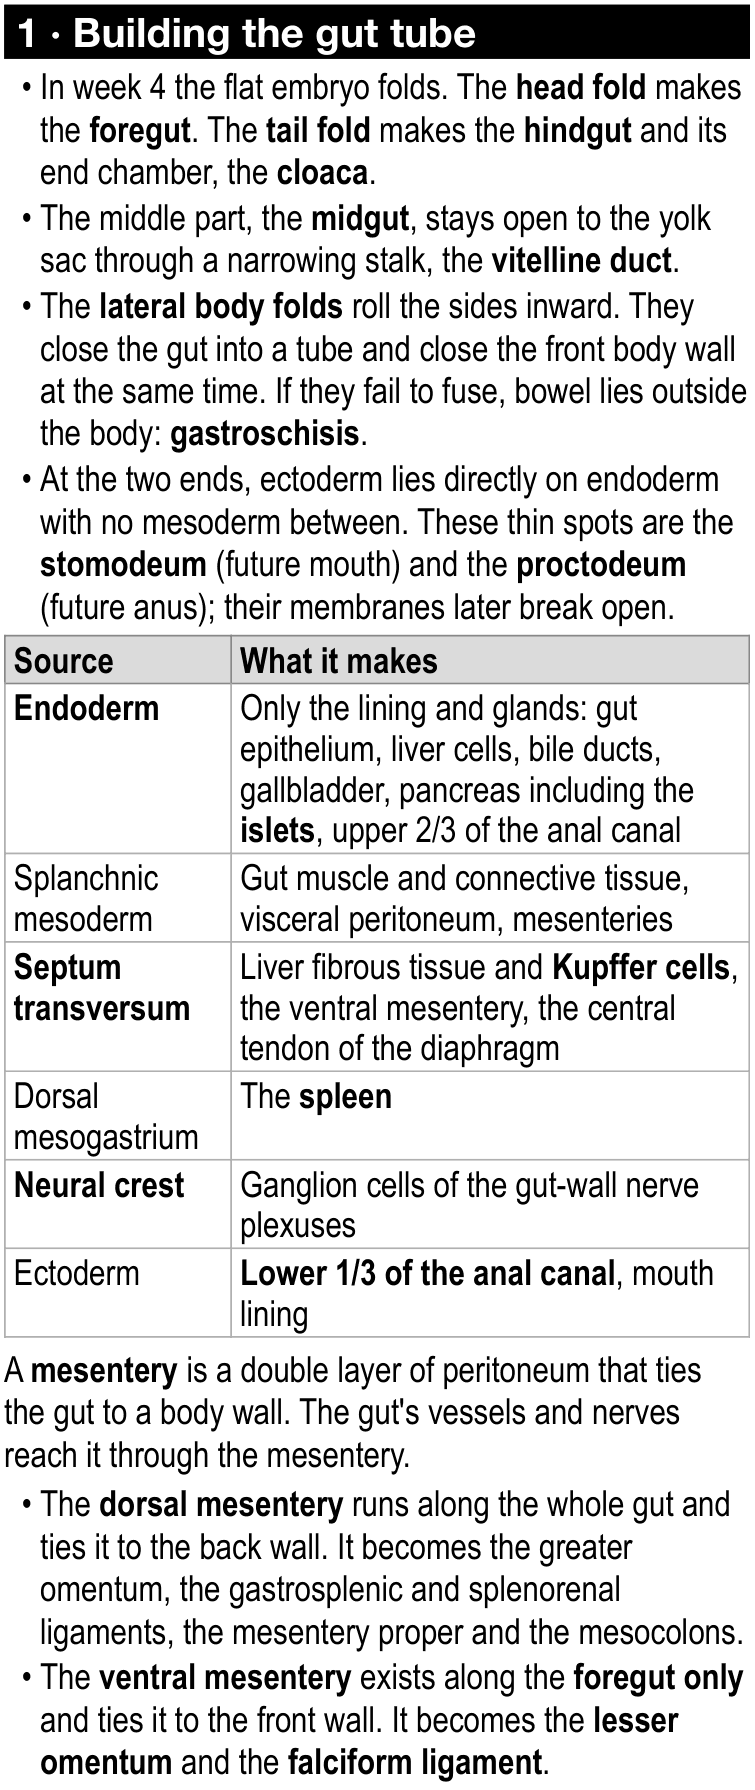 1 · Building the gut tube
• In week 4 the flat embryo folds. The head fold makes
the foregut. The tail fold makes the hindgut and its
end chamber, the cloaca.
• The middle part, the midgut, stays open to the yolk
sac through a narrowing stalk, the vitelline duct.
• The lateral body folds roll the sides inward. They
close the gut into a tube and close the front body wall
at the same time. If they fail to fuse, bowel lies outside
the body: gastroschisis.
• At the two ends, ectoderm lies directly on endoderm
with no mesoderm between. These thin spots are the
stomodeum (future mouth) and the proctodeum
(future anus); their membranes later break open.
Source What it makes
Endoderm Only the lining and glands: gut
epithelium, liver cells, bile ducts,
gallbladder, pancreas including the
islets, upper 2/3 of the anal canal
Splanchnic Gut muscle and connective tissue,
mesoderm visceral peritoneum, mesenteries
Septum Liver fibrous tissue and Kupffer cells,
transversum the ventral mesentery, the central
tendon of the diaphragm
Dorsal The spleen
mesogastrium
Neural crest Ganglion cells of the gut-wall nerve
plexuses
Ectoderm Lower 1/3 of the anal canal, mouth
lining
A mesentery is a double layer of peritoneum that ties
the gut to a body wall. The gut's vessels and nerves
reach it through the mesentery.
• The dorsal mesentery runs along the whole gut and
ties it to the back wall. It becomes the greater
omentum, the gastrosplenic and splenorenal
ligaments, the mesentery proper and the mesocolons.
• The ventral mesentery exists along the foregut only
and ties it to the front wall. It becomes the lesser
omentum and the falciform ligament.